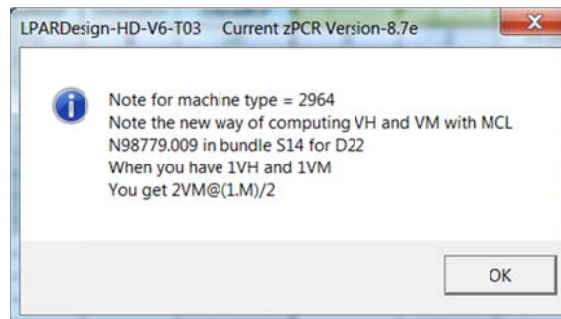 LPARDesign-HD-V6-T03 Current zPCR Version-8.7e
Note for machine type = 2964
Note the new way of computing VH and VM with MCL
N98779.009 in bundle S14 for D22
When you have 1VH and 1VM
You get 2VM@(1.M)/2
OK